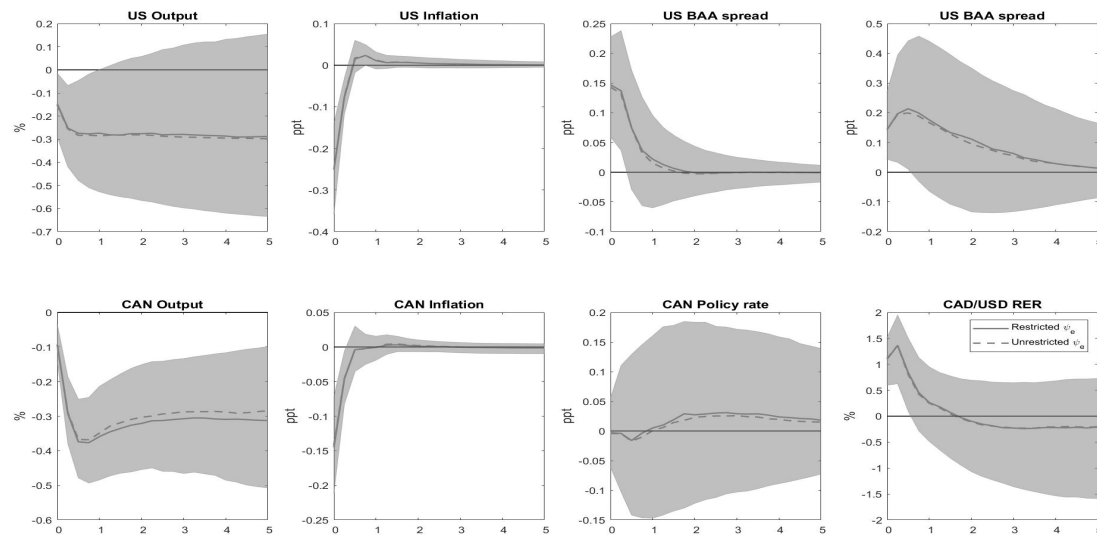 US Output
US Inflation
US BAA spread
US BAA spread
0.2
0.1
0
-0.1
-0.2
-0.3
-0.4
-0.5
-0.6
-0.7
%
0 1 2 3 4 5
0.1
0
-0.1
-0.2
-0.3
-0.4
ppt
0 1 2 3 4 5
0.25
0.2
0.15
0.1
0.05
0
-0.05
-0.1
ppt
0 1 2 3 4 5
0.5
0.4
0.3
0.2
0.1
0
-0.1
-0.2
ppt
0 1 2 3 4 5
CAN Output
CAN Inflation
CAN Policy rate
CAD/USD RER
0
-0.1
-0.2
-0.3
-0.4
-0.5
-0.6
%
0 1 2 3 4 5
0.05
0
-0.05
-0.1
-0.15
-0.2
-0.25
ppt
0 1 2 3 4 5
0.2
0.15
0.1
0.05
0
-0.05
-0.1
-0.15
ppt
0 1 2 3 4 5
2
1.5
1
0.5
0
-0.5
-1
-1.5
-2
%
0 1 2 3 4 5
Restricted ψe
Unrestricted ψe